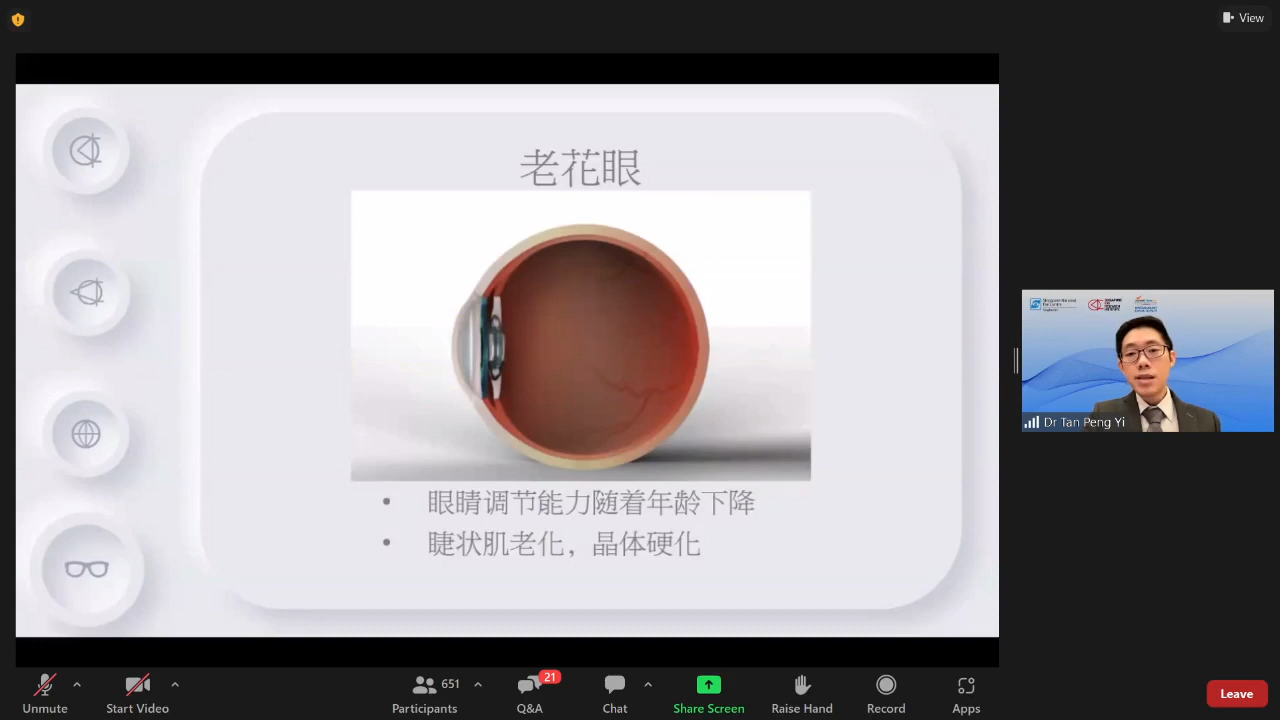 View
老花眼
眼睛调节能力随着年龄下降
睫状肌老化，晶体硬化
Dr Tan Peng Yi
Unmute
Start Video
651
Participants
21
Q&A
Chat
Share Screen
Raise Hand
Record
Apps
Leave